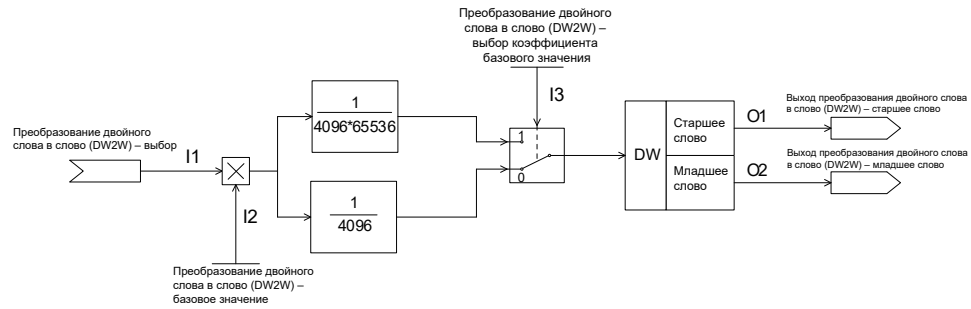 Преобразование двойного
слова в слово (DW2W) –
выбор коэффициента
базового значения
I3
Преобразование двойного
слова в слово (DW2W) – выбор
I1
I2
Преобразование двойного
слова в слово (DW2W) –
базовое значение
1
4096*65536
1
4096
1
0
DW
Старшее
слово
Младшее
слово
O1
Выход преобразования двойного слова
в слово (DW2W) – старшее слово
O2
Выход преобразования двойного слова
в слово (DW2W) – младшее слово